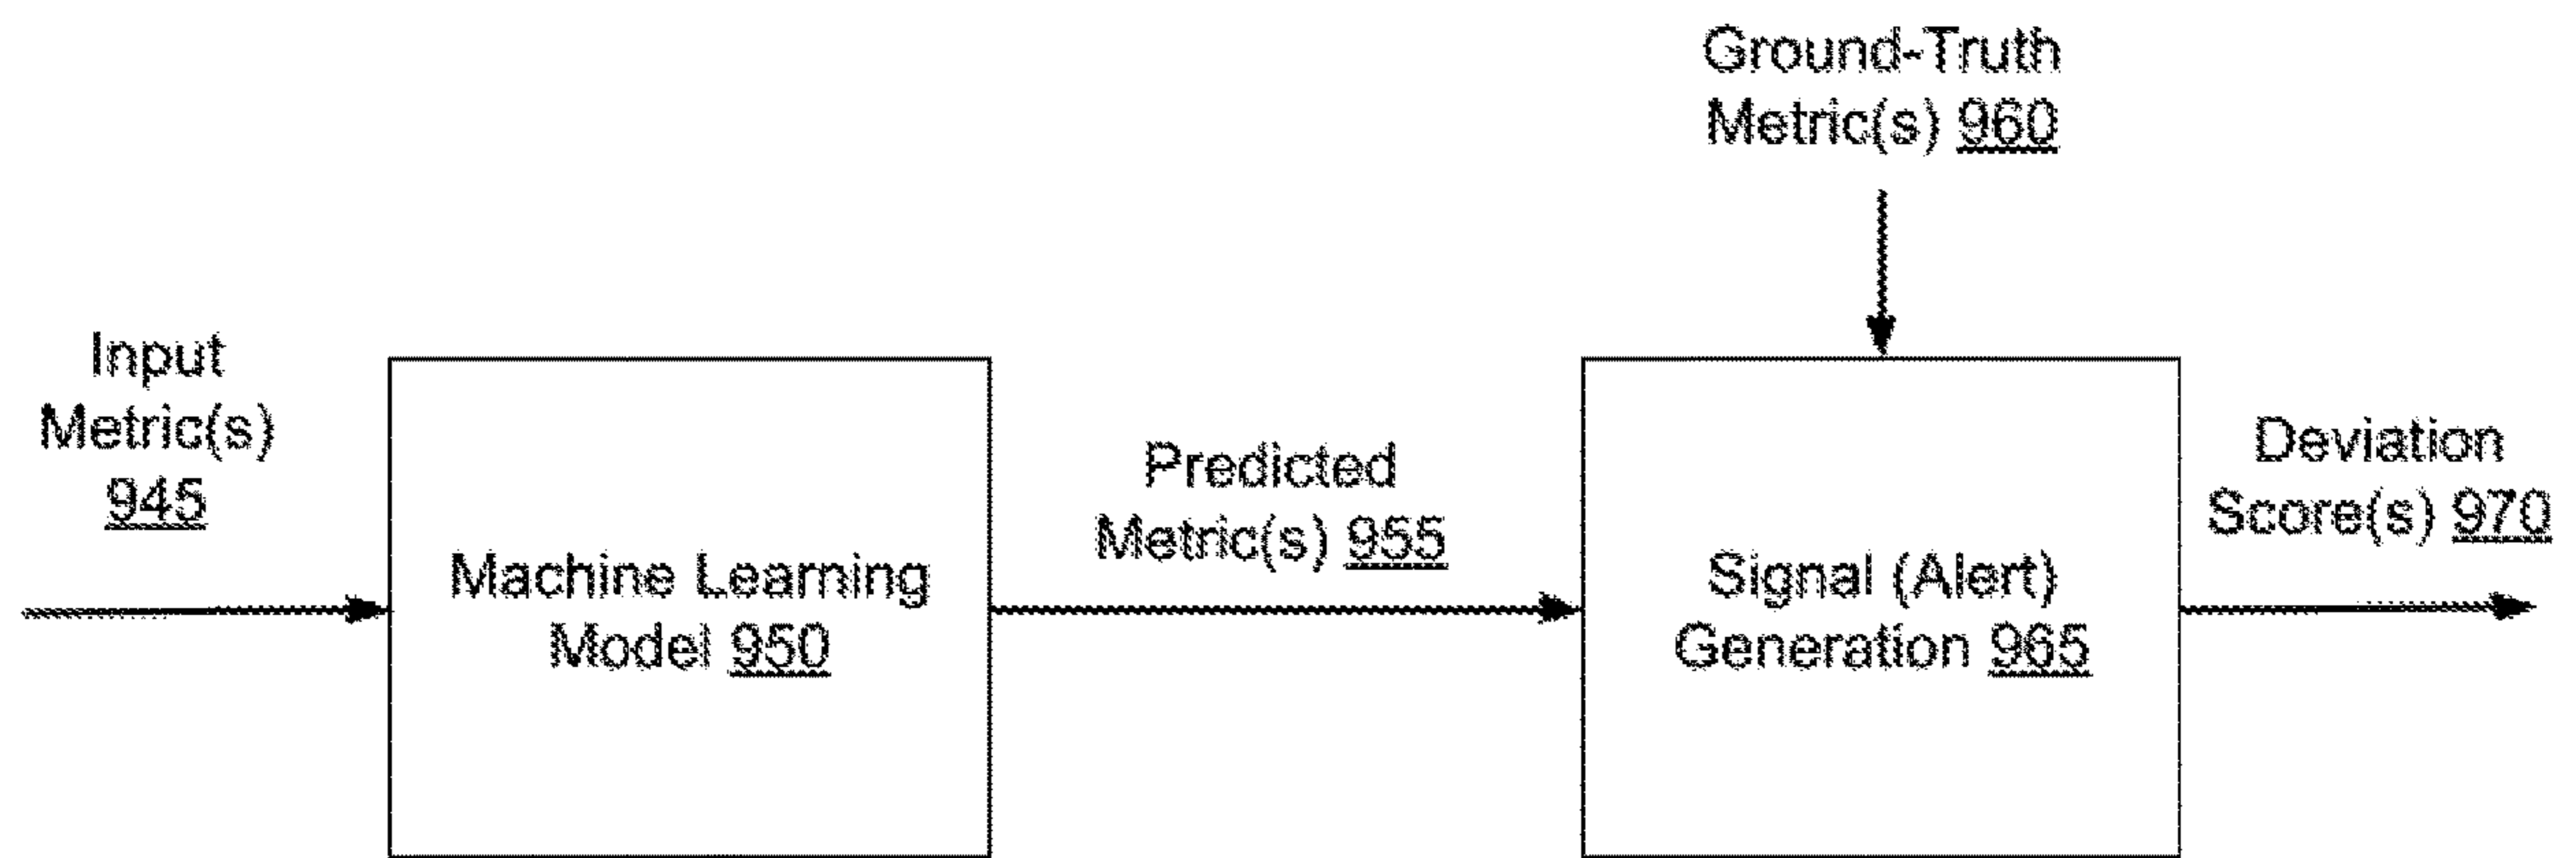 Ground-Truth
Metric(s) 960
Input
Metric(s)
945
Machine Learning
Model 950
Predicted
Metric(s) 955
Signal (Alert)
Generation 965
Deviation
Score(s) 970